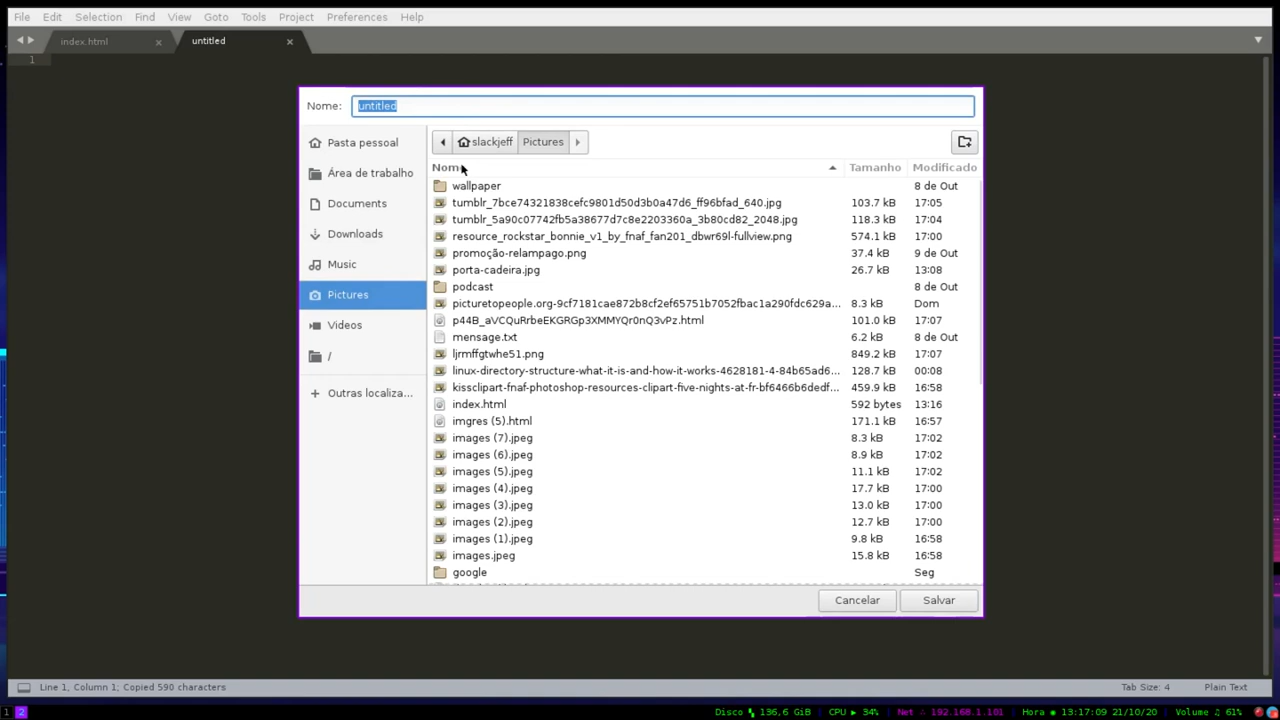 File Edit Selection Find View Goto Tools Project Preferences Help
index.html untitled
1
Nome: untitled
slackjeff Pictures
Pasta pessoal
Área de trabalho
Documents
Downloads
Music
Pictures
Videos
/
Outras localiza...
Nome Tamanho Modificado
wallpaper 8 de Out
tumblr_7bce74321838cefc9801d50d3b0a47d6_ff96bfad_640.jpg 103.7 kB 17:05
tumblr_5a90c07742fb5a38677d7c8e2203360a_3b80cd82_2048.jpg 118.3 kB 17:04
resource_rockstar_bonnie_v1_by_fnaf_fan201_dbwr69l-fullview.png 574.1 kB 17:00
promoção-relampago.png 37.4 kB 9 de Out
porta-cadeira.jpg 26.7 kB 13:08
podcast 8 de Out
picturetopeople.org-9cf7181cae872b8cf2ef65751b7052fbac1a290fdc629a... 8.3 kB Dom
p44B_aVCQuRrbeEKGRGp3XMMYQr0nQ3vPz.html 101.0 kB 17:07
mensage.txt 6.2 kB 8 de Out
ljrmffgtwhe51.png 849.2 kB 17:07
linux-directory-structure-what-it-is-and-how-it-works-4628181-4-84b65ad6... 128.7 kB 00:08
kissclipart-fnaf-photoshop-resources-clipart-five-nights-at-fr-bf6466b6dedf... 459.9 kB 16:58
index.html 592 bytes 13:16
imgres (5).html 171.1 kB 16:57
images (7).jpeg 8.3 kB 17:02
images (6).jpeg 8.9 kB 17:02
images (5).jpeg 11.1 kB 17:02
images (4).jpeg 17.7 kB 17:00
images (3).jpeg 13.0 kB 17:00
images (2).jpeg 12.7 kB 17:00
images (1).jpeg 9.8 kB 16:58
images.jpeg 15.8 kB 16:58
google Seg
Cancelar Salvar
Line 1, Column 1; Copied 590 characters Tab Size: 4 Plain Text
1 2 Disco 136,6 GiB CPU 34% Net 192.168.1.101 Hora 13:17:09 21/10/20 Volume ♫ 61%